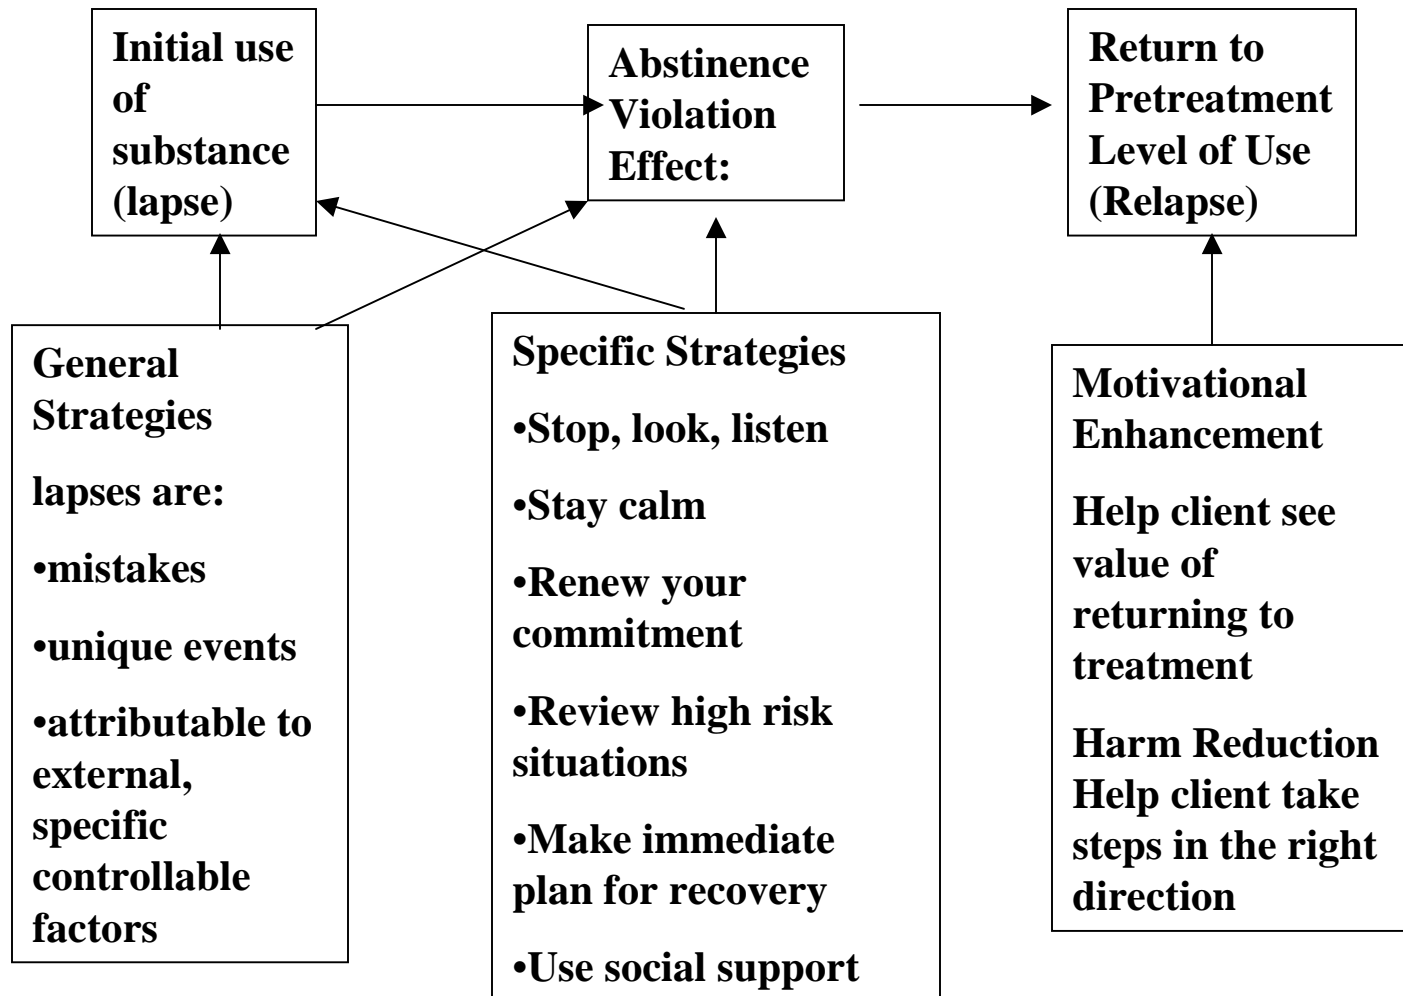 Initial use
of
substance
(lapse)
Abstinence
Violation
Effect:
Return to
Pretreatment
Level of Use
(Relapse)
General
Strategies
lapses are:
•mistakes
•unique events
•attributable to
external,
specific
controllable
factors
Specific Strategies
•Stop, look, listen
•Stay calm
•Renew your
commitment
•Review high risk
situations
•Make immediate
plan for recovery
•Use social support
Motivational
Enhancement
Help client see
value of
returning to
treatment
Harm Reduction
Help client take
steps in the right
direction